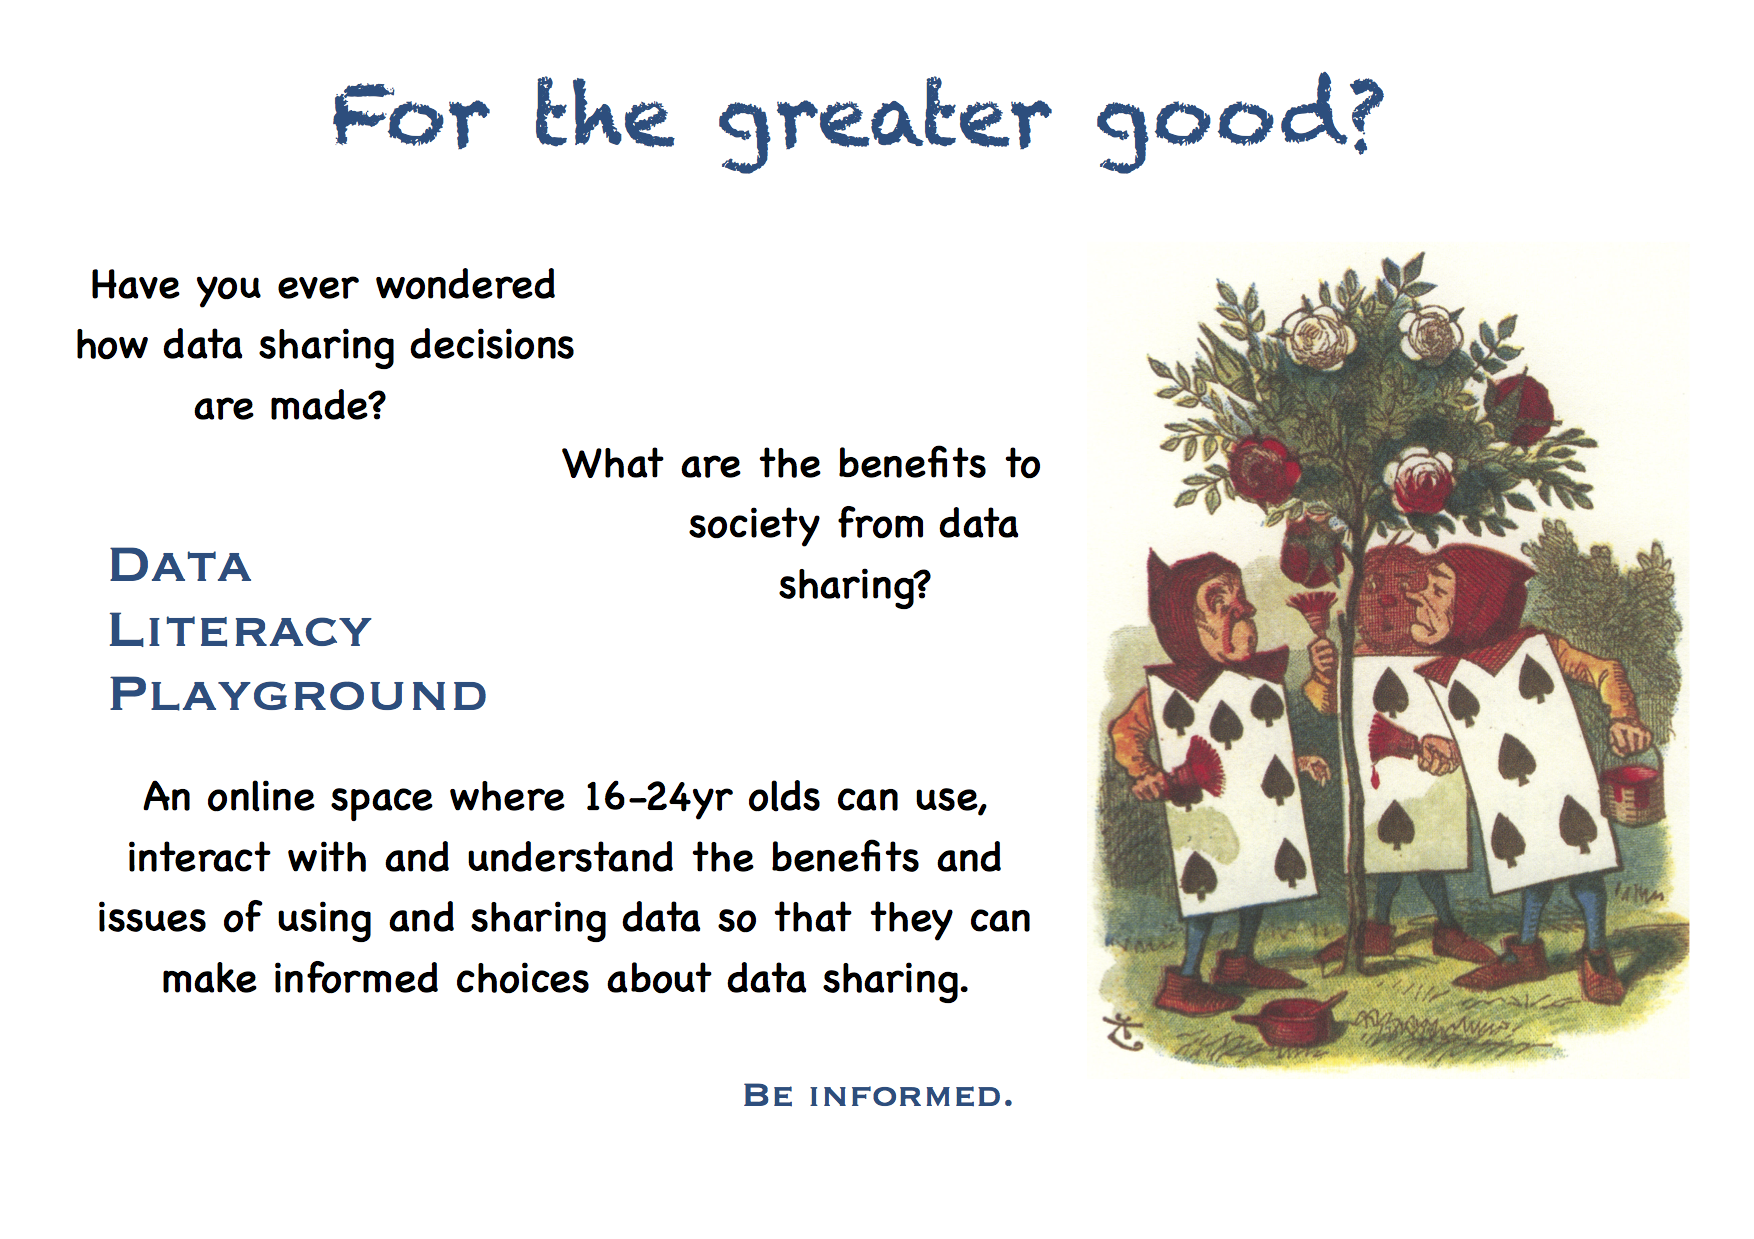 For the greater good?
Have you ever wondered
how data sharing decisions
are made?
What are the benefits to
society from data
sharing?
Data
Literacy
Playground
An online space where 16-24yr olds can use,
interact with and understand the benefits and
issues of using and sharing data so that they can
make informed choices about data sharing.
Be informed.